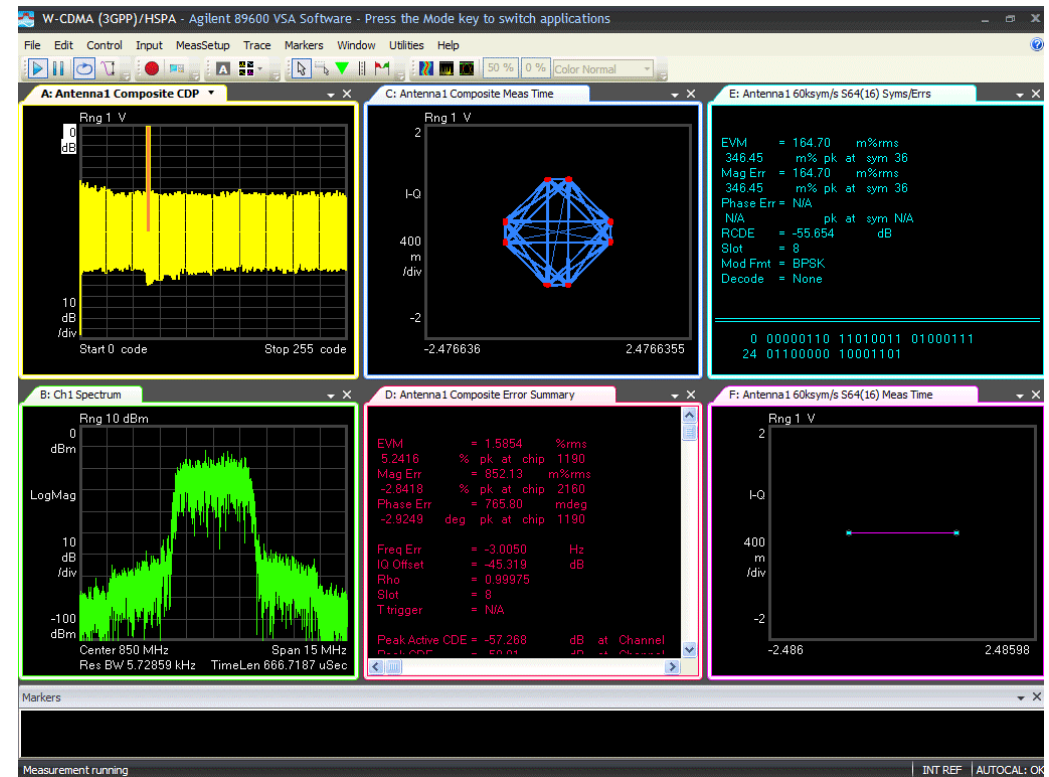 W-CDMA (3GPP)/HSPA - Agilent 89600 VSA Software - Press the Mode key to switch applications
File Edit Control Input MeasSetup Trace Markers Window Utilities Help
A 50 % 0 % Color Normal
A: Antenna1 Composite CDP
Rng 1 V
0
dB
10
dB
/div
Start 0 code Stop 255 code
C: Antenna1 Composite Meas Time
Rng 1 V
2
I-Q
400
m
/div
-2
-2.476636 2.4766355
E: Antenna1 60ksym/s S64(16) Syms/Errs
EVM = 164.70 m%rms
346.45 m% pk at sym 36
Mag Err = 164.70 m%rms
346.45 m% pk at sym 36
Phase Err = N/A
N/A pk at sym N/A
RCDE = -55.654 dB
Slot = 8
Mod Fmt = BPSK
Decode = None
0 00000110 11010011 01000111
24 01100000 10001101
B: Ch1 Spectrum
Rng 10 dBm
0
dBm
LogMag
10
dB
/div
-100
dBm
Center 850 MHz Span 15 MHz
Res BW 5.72859 kHz TimeLen 666.7187 uSec
D: Antenna1 Composite Error Summary
EVM = 1.5854 %rms
5.2416 % pk at chip 1190
Mag Err = 852.13 m%rms
-2.8418 % pk at chip 2160
Phase Err = 765.80 mdeg
-2.9249 deg pk at chip 1190
Freq Err = -3.0050 Hz
IQ Offset = -45.319 dB
Rho = 0.99975
Slot = 8
T trigger = N/A
Peak Active CDE = -57.268 dB at Channel
F: Antenna1 60ksym/s S64(16) Meas Time
Rng 1 V
2
I-Q
400
m
/div
-2
-2.486 2.48598
Markers
Measurement running INT REF AUTOCAL: OK